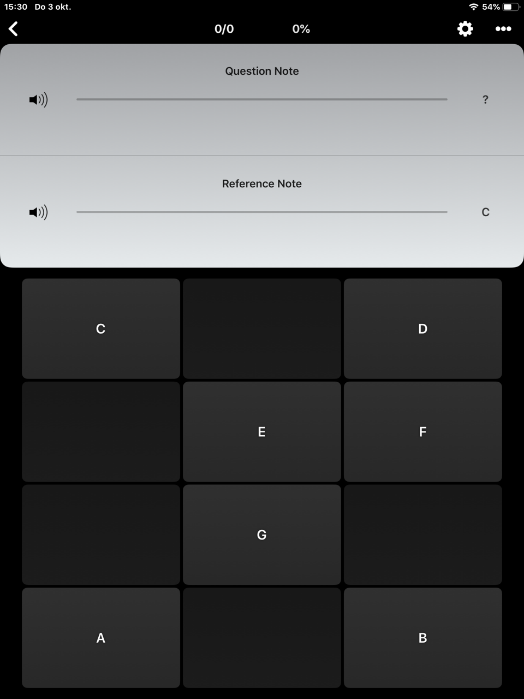 15:30 Do 3 okt. 54%
0/0 0%
Question Note
?
Reference Note
C
C D
E F
G
A B